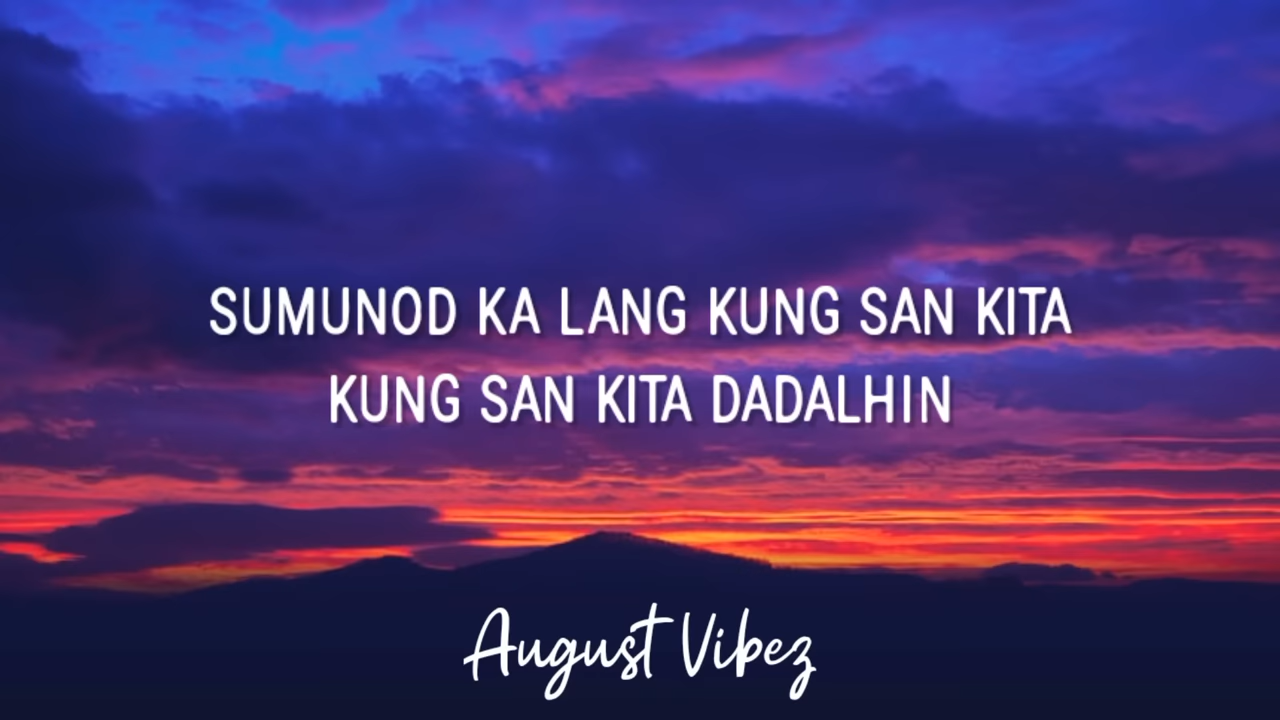 SUMUNOD KA LANG KUNG SAN KITA
KUNG SAN KITA DADALHIN
August Vibez